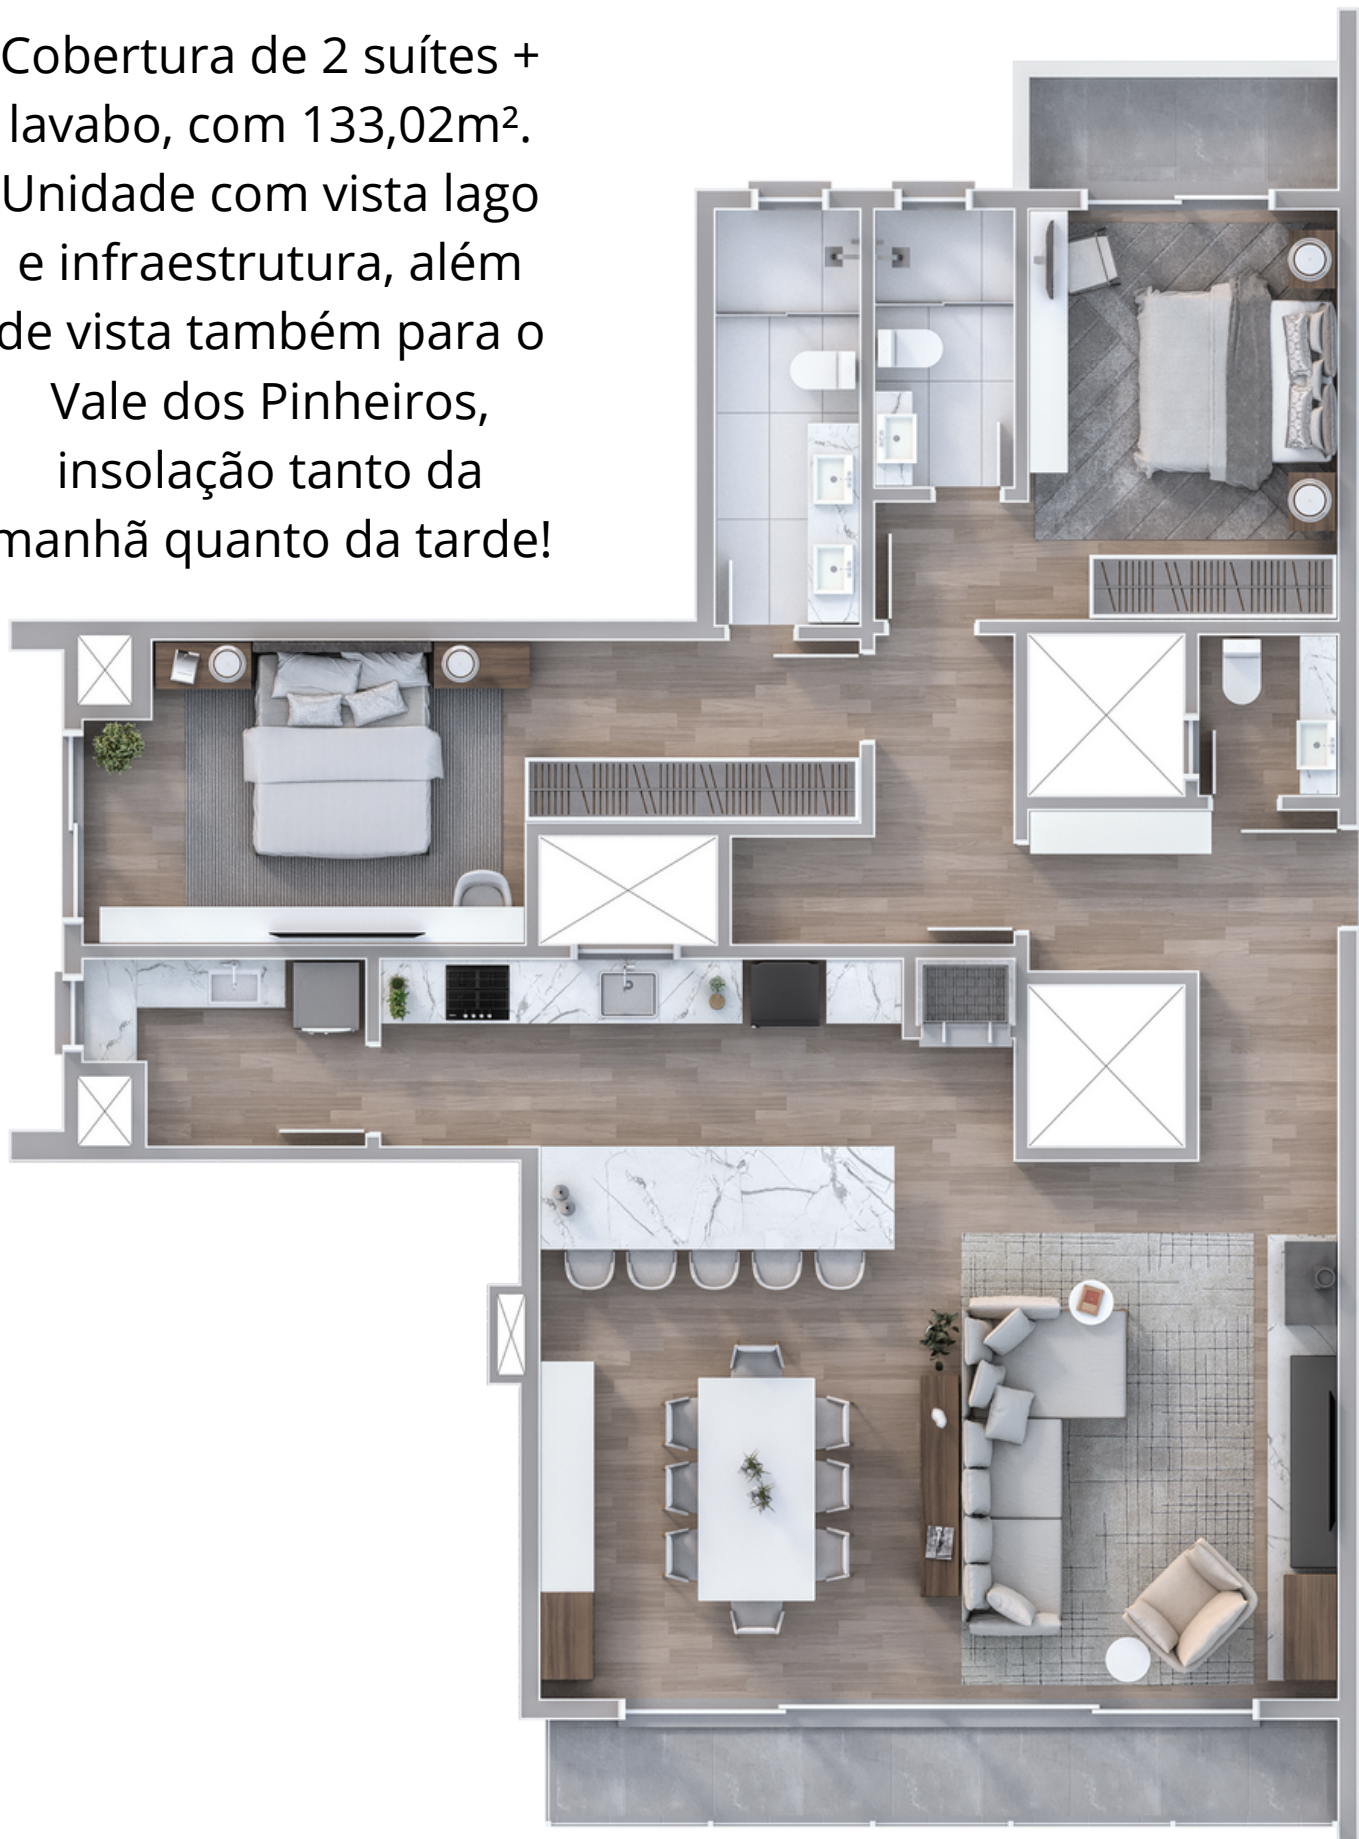 Cobertura de 2 suítes +
lavabo, com 133,02m².
Unidade com vista lago
e infraestrutura, além
de vista também para o
Vale dos Pinheiros,
insolação tanto da
manhã quanto da tarde!